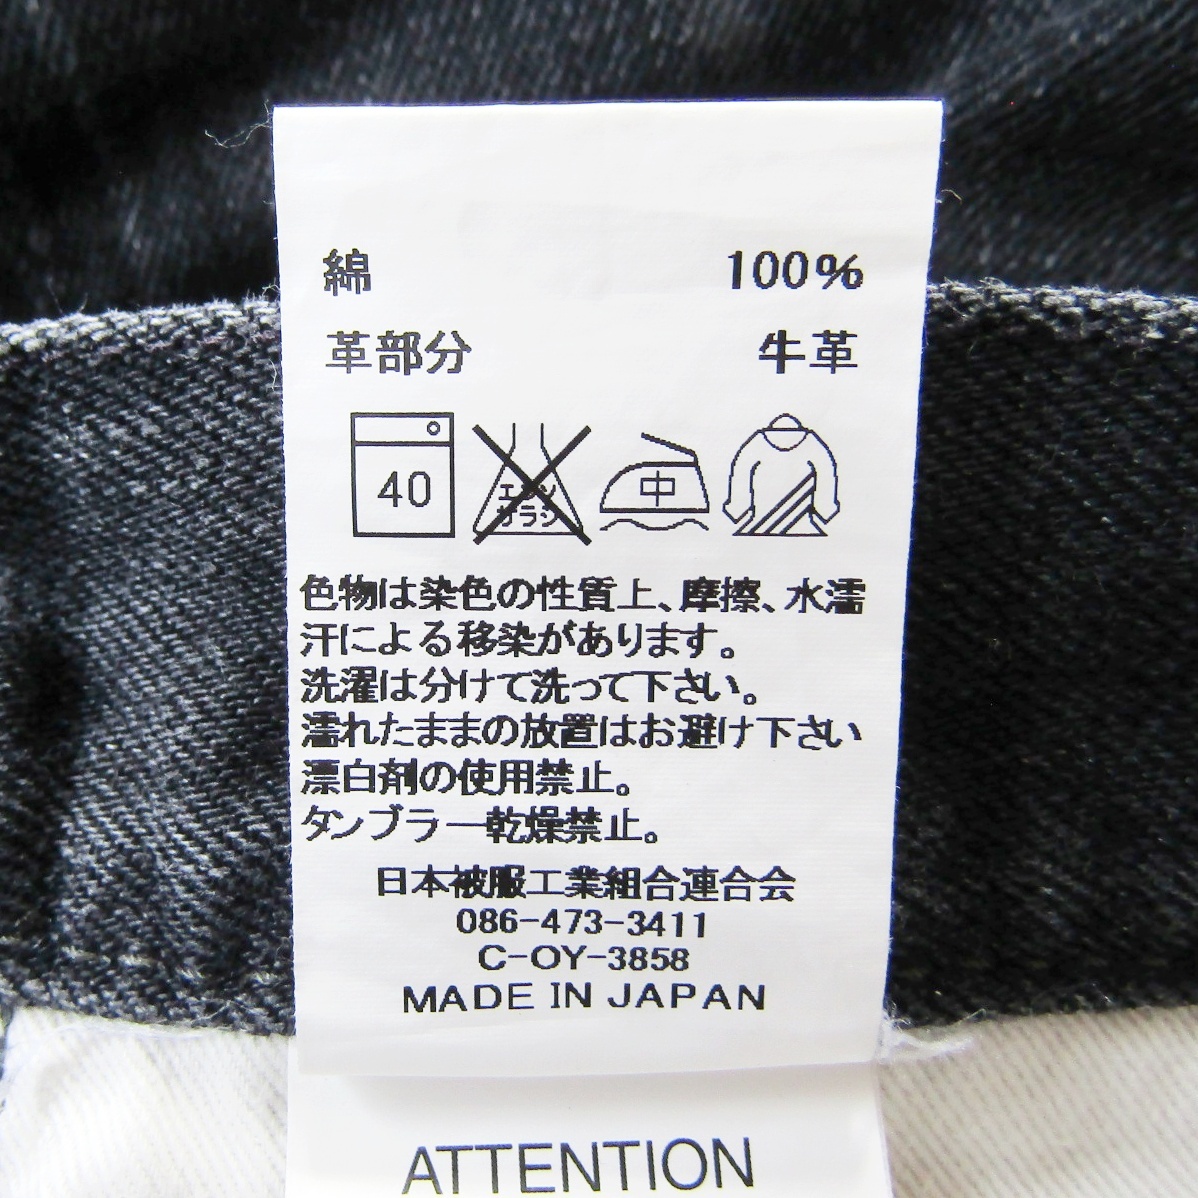 綿 100%
革部分 牛革
40 エンソサラシ 中
色物は染色の性質上、摩擦、水濡
汗による移染があります。
洗濯は分けて洗って下さい。
濡れたままの放置はお避け下さい
漂白剤の使用禁止。
タンブラー乾燥禁止。
日本被服工業組合連合会
086-473-3411
C-OY-3858
MADE IN JAPAN
ATTENTION